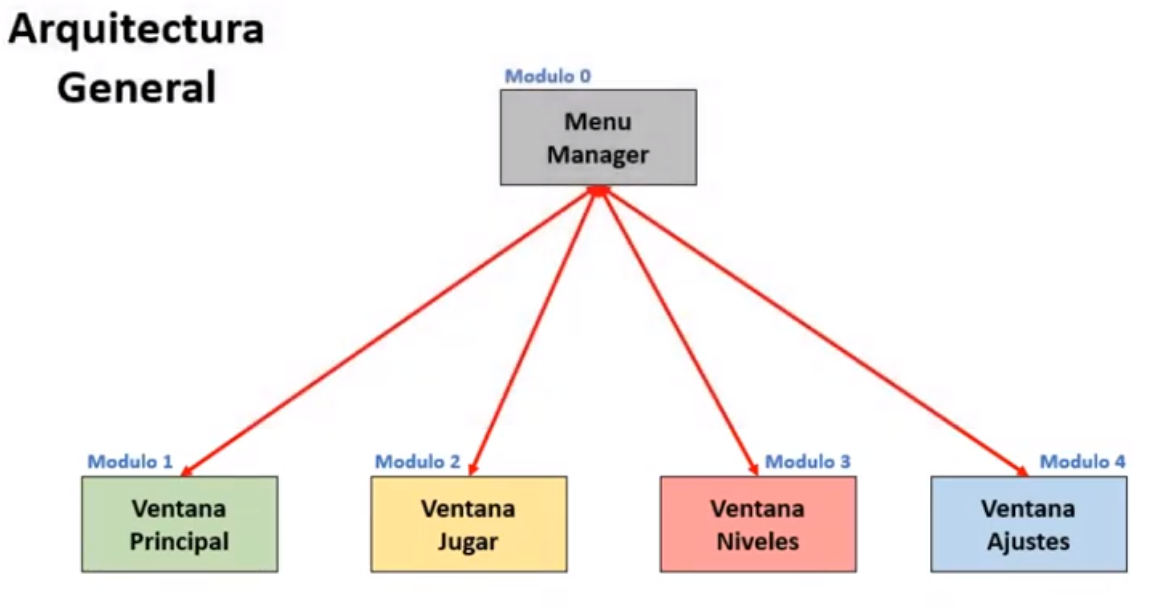 Arquitectura
General
Modulo 0
Menu
Manager
Modulo 1
Ventana
Principal
Modulo 2
Ventana
Jugar
Modulo 3
Ventana
Niveles
Modulo 4
Ventana
Ajustes